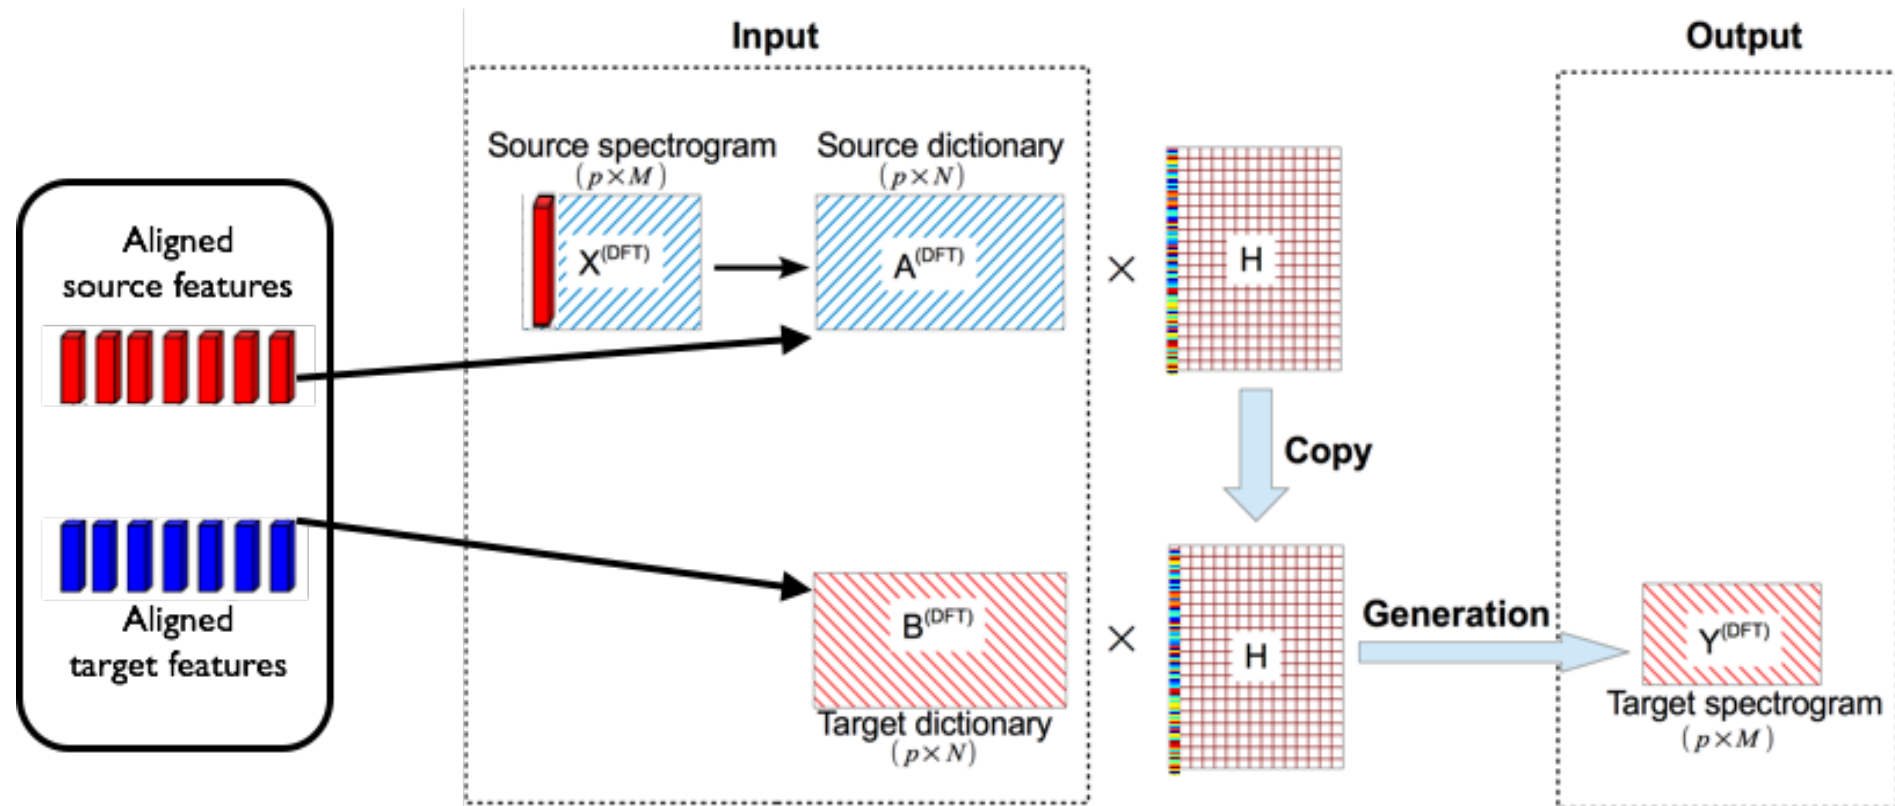 Input
Output
Source spectrogram
(p×M)
Source dictionary
(p×N)
Aligned
source features
X(DFT)
A(DFT)
×
H
Copy
Aligned
target features
B(DFT)
×
H
Generation
Y(DFT)
Target dictionary
(p×N)
Target spectrogram
(p×M)